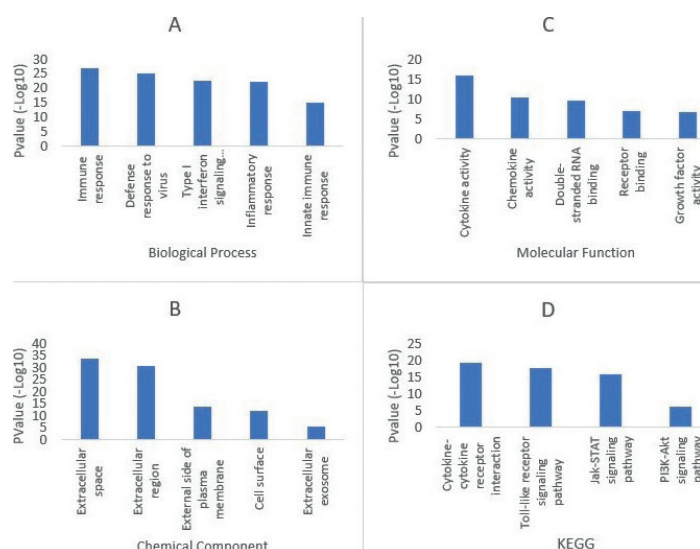 A
PValue (-Log10)
30
25
20
15
10
5
0
Immune
response
Defense
response to
virus
Type I
interferon
signaling...
Inflammatory
response
Innate immune
response
Biological Process
C
Pvalue (-Log10)
20
15
10
5
0
Cytokine activity
Chemokine
activity
Double-
stranded RNA
binding
Receptor
binding
Growth factor
activity
Molecular Function
B
PValue (-Log10)
40
35
30
25
20
15
10
5
0
Extracellular
space
Extracellular
region
External side of
plasma
membrane
Cell surface
Extracellular
exosome
Chemical Component
D
PValue (-Log10)
25
20
15
10
5
0
Cytokine-
cytokine
receptor
interaction
Toll-like receptor
signaling
pathway
Jak-STAT
signaling
pathway
PI3K-Akt
signaling
pathway
KEGG